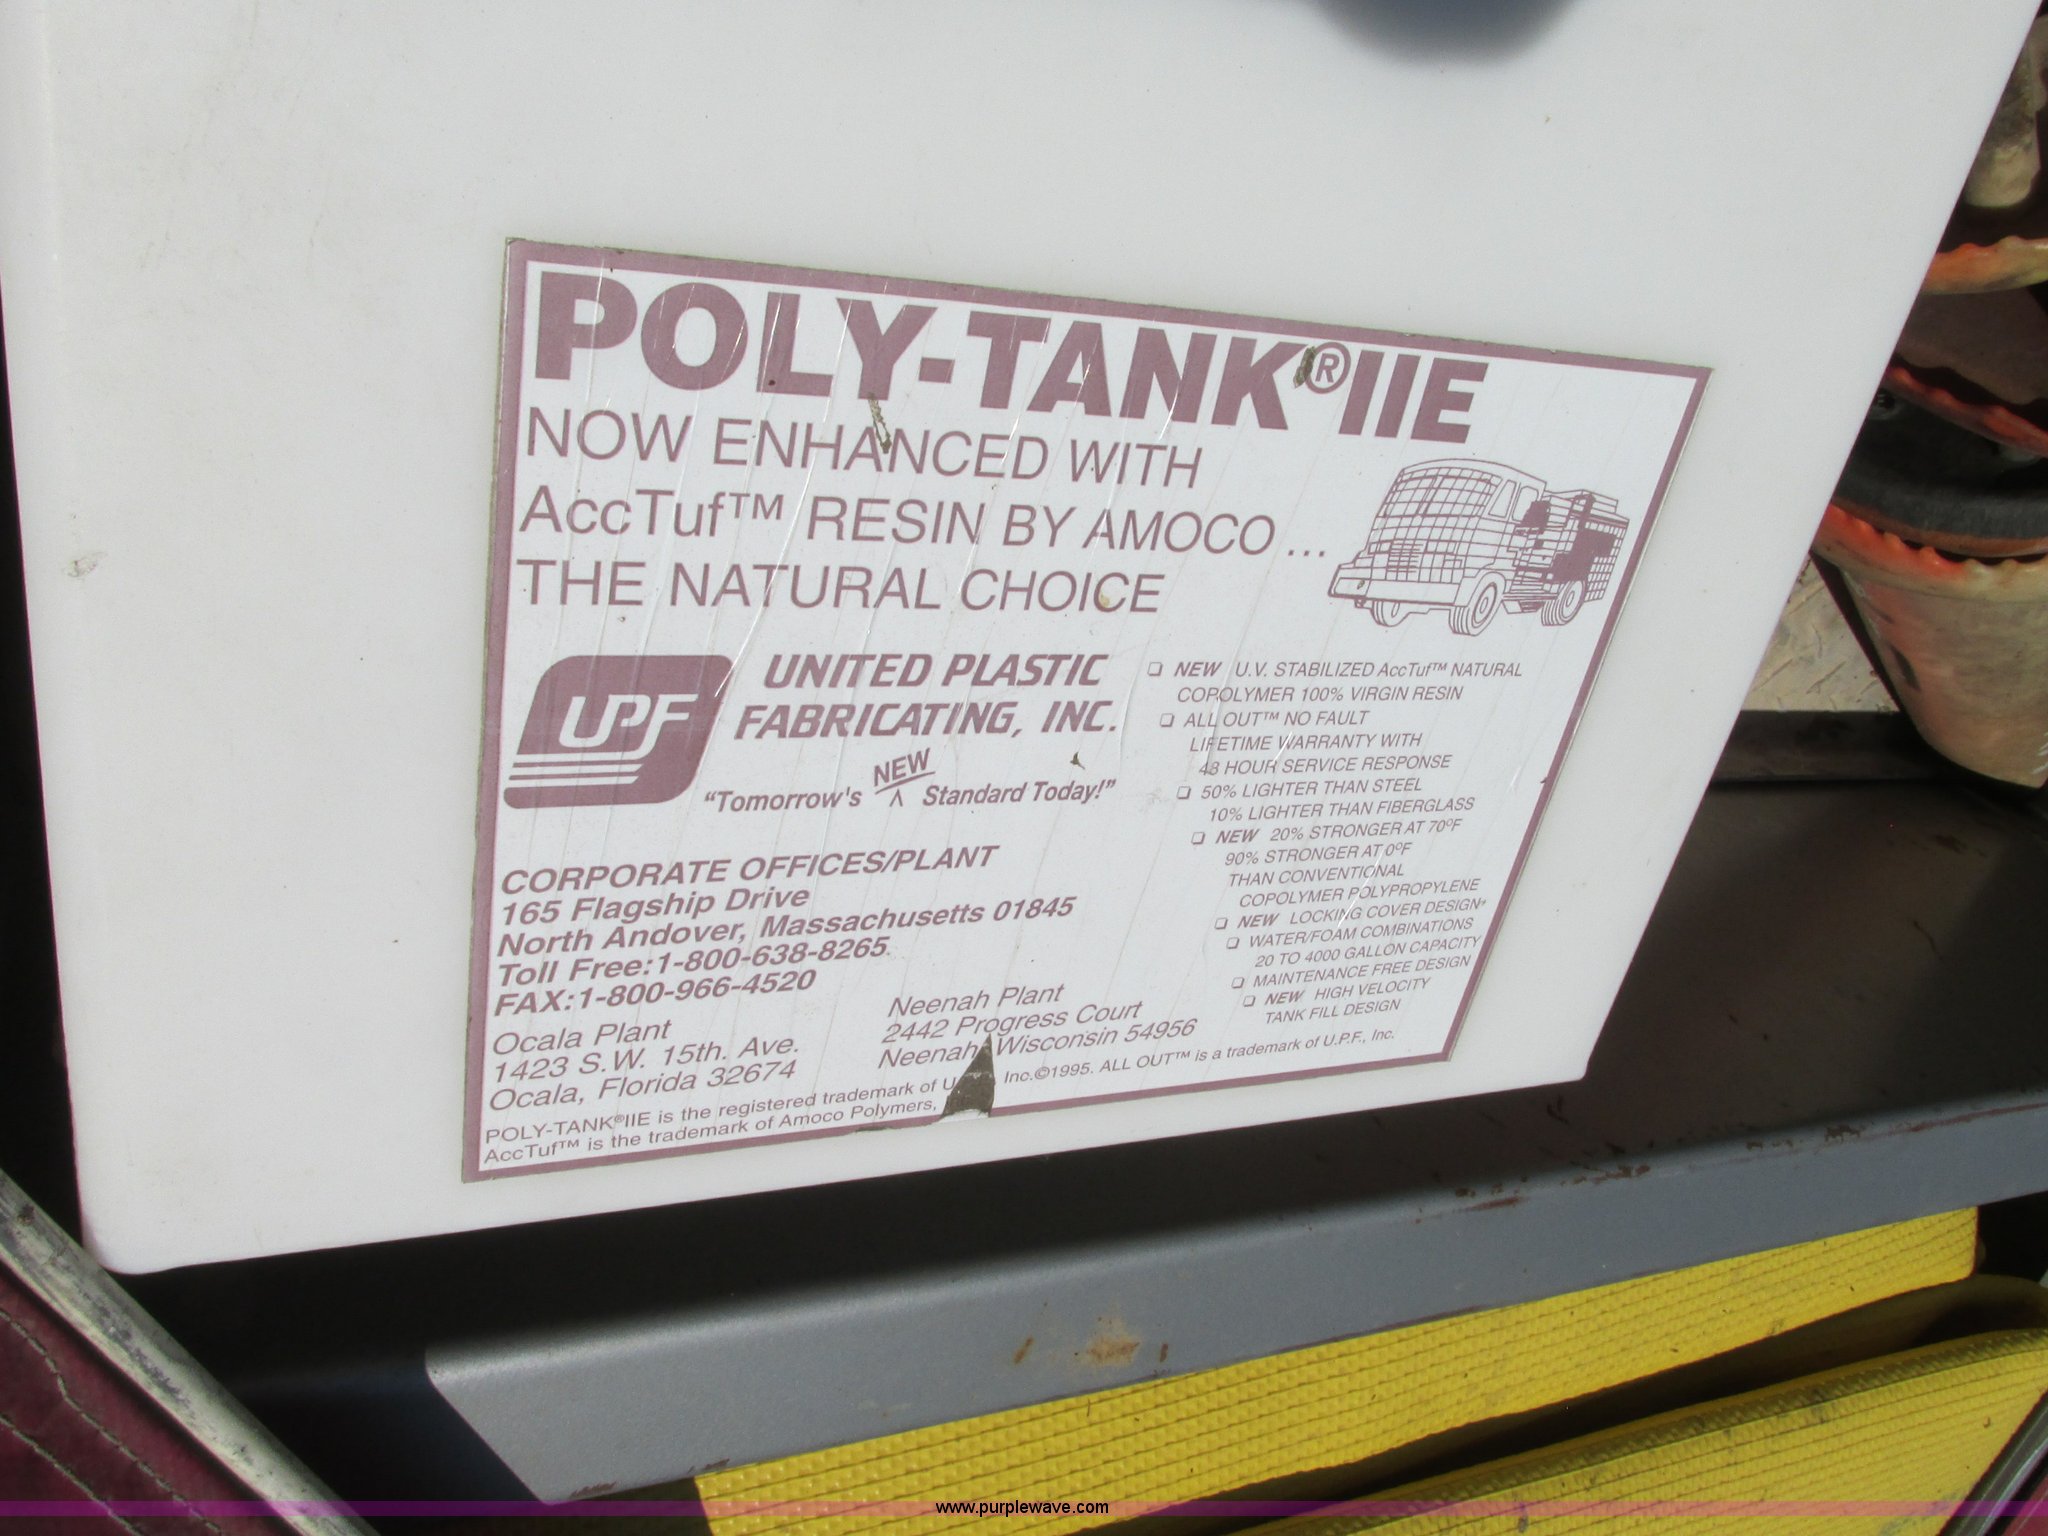 POLY-TANK®IIE
NOW ENHANCED WITH
AccTuf™ RESIN BY AMOCO ...
THE NATURAL CHOICE
UPF
UNITED PLASTIC
FABRICATING, INC.
NEW
"Tomorrow's ^ Standard Today!"
❏ NEW U.V. STABILIZED AccTuf™ NATURAL
COPOLYMER 100% VIRGIN RESIN
❏ ALL OUT™ NO FAULT
LIFETIME WARRANTY WITH
48 HOUR SERVICE RESPONSE
❏ 50% LIGHTER THAN STEEL
10% LIGHTER THAN FIBERGLASS
❏ NEW 20% STRONGER AT 70ºF
90% STRONGER AT 0ºF
THAN CONVENTIONAL
COPOLYMER POLYPROPYLENE
❏ NEW LOCKING COVER DESIGN
❏ WATER/FOAM COMBINATIONS
20 TO 4000 GALLON CAPACITY
❏ MAINTENANCE FREE DESIGN
❏ NEW HIGH VELOCITY
TANK FILL DESIGN
CORPORATE OFFICES/PLANT
165 Flagship Drive
North Andover, Massachusetts 01845
Toll Free:1-800-638-8265
FAX:1-800-966-4520
Ocala Plant
1423 S.W. 15th. Ave.
Ocala, Florida 32674
Neenah Plant
2442 Progress Court
Neenah, Wisconsin 54956
POLY-TANK®IIE is the registered trademark of U Inc.©1995. ALL OUT™ is a trademark of U.P.F., Inc.
AccTuf™ is the trademark of Amoco Polymers,
www.purplewave.com